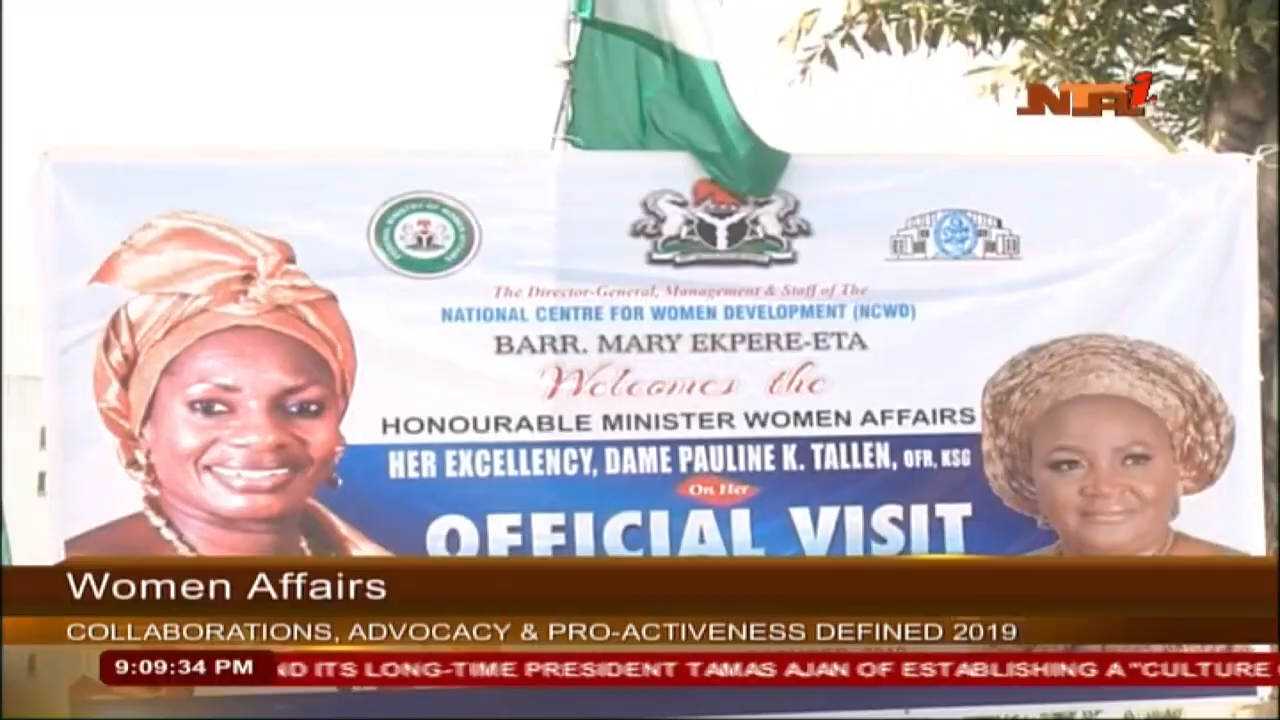 NTAi
The Director-General, Management & Staff of The
NATIONAL CENTRE FOR WOMEN DEVELOPMENT (NCWD)
BARR. MARY EKPERE-ETA
Welcomes the
HONOURABLE MINISTER WOMEN AFFAIRS
HER EXCELLENCY, DAME PAULINE K. TALLEN, OFR, KSG
On Her
OFFICIAL VISIT
Women Affairs
COLLABORATIONS, ADVOCACY & PRO-ACTIVENESS DEFINED 2019
9:09:34 PM ND ITS LONG-TIME PRESIDENT TAMAS AJAN OF ESTABLISHING A "CULTURE